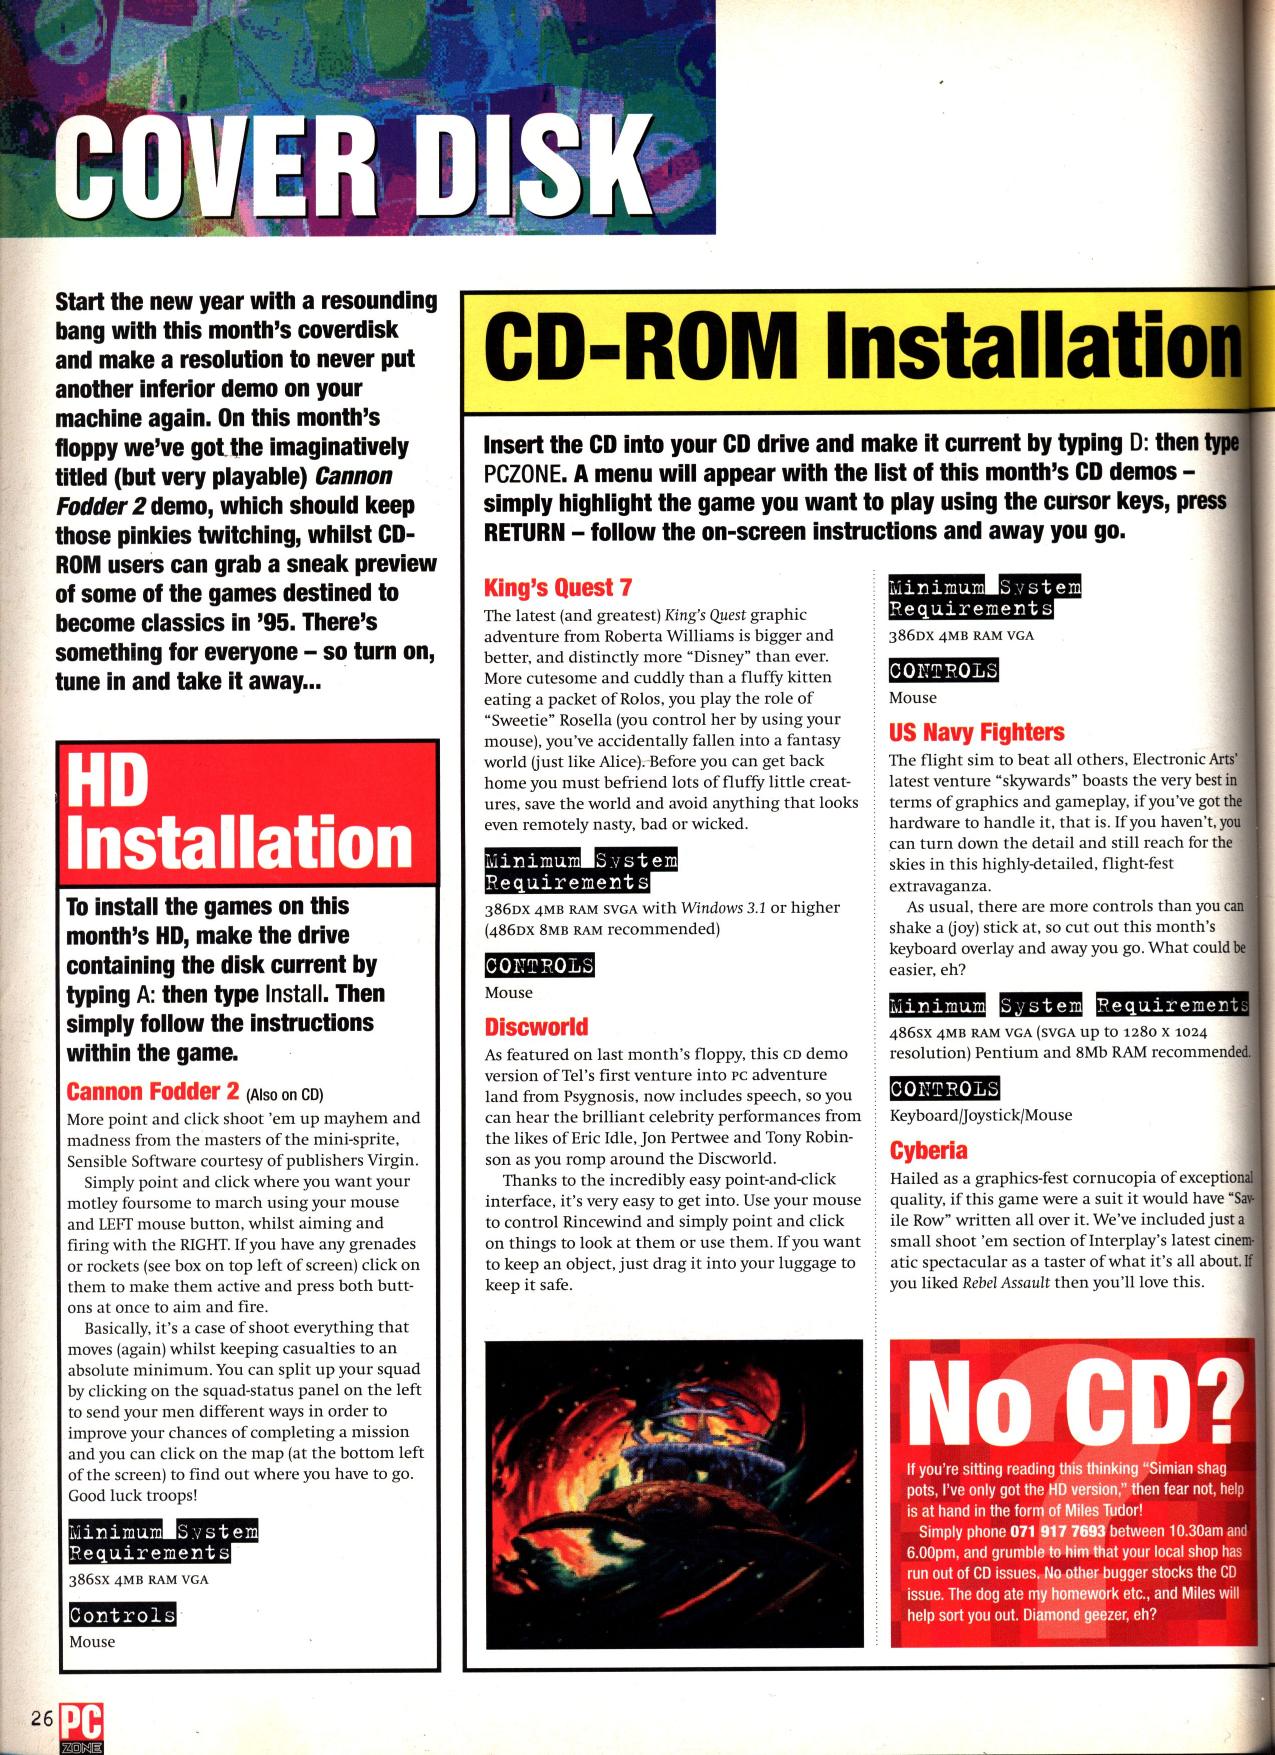 COVER DISK
Start the new year with a resounding
bang with this month's coverdisk
and make a resolution to never put
another inferior demo on your
machine again. On this month's
floppy we've got the imaginatively
titled (but very playable) Cannon
Fodder 2 demo, which should keep
those pinkies twitching, whilst CD-
ROM users can grab a sneak preview
of some of the games destined to
become classics in '95. There's
something for everyone – so turn on,
tune in and take it away...
HD
Installation
To install the games on this
month's HD, make the drive
containing the disk current by
typing A: then type Install. Then
simply follow the instructions
within the game.
Cannon Fodder 2 (Also on CD)
More point and click shoot 'em up mayhem and
madness from the masters of the mini-sprite,
Sensible Software courtesy of publishers Virgin.
Simply point and click where you want your
motley foursome to march using your mouse
and LEFT mouse button, whilst aiming and
firing with the RIGHT. If you have any grenades
or rockets (see box on top left of screen) click on
them to make them active and press both butt-
ons at once to aim and fire.
Basically, it's a case of shoot everything that
moves (again) whilst keeping casualties to an
absolute minimum. You can split up your squad
by clicking on the squad-status panel on the left
to send your men different ways in order to
improve your chances of completing a mission
and you can click on the map (at the bottom left
of the screen) to find out where you have to go.
Good luck troops!
Minimum System
Requirements
386SX 4MB RAM VGA
Controls
Mouse
CD-ROM Installation
Insert the CD into your CD drive and make it current by typing D: then type
PCZONE. A menu will appear with the list of this month's CD demos –
simply highlight the game you want to play using the cursor keys, press
RETURN – follow the on-screen instructions and away you go.
King's Quest 7
The latest (and greatest) King's Quest graphic
adventure from Roberta Williams is bigger and
better, and distinctly more “Disney” than ever.
More cutesome and cuddly than a fluffy kitten
eating a packet of Rolos, you play the role of
“Sweetie” Rosella (you control her by using your
mouse), you've accidentally fallen into a fantasy
world (just like Alice). Before you can get back
home you must befriend lots of fluffy little creat-
ures, save the world and avoid anything that looks
even remotely nasty, bad or wicked.
Minimum System
Requirements
386DX 4MB RAM SVGA with Windows 3.1 or higher
(486DX 8MB RAM recommended)
CONTROLS
Mouse
Discworld
As featured on last month's floppy, this CD demo
version of Tel's first venture into PC adventure
land from Psygnosis, now includes speech, so you
can hear the brilliant celebrity performances from
the likes of Eric Idle, Jon Pertwee and Tony Robin-
son as you romp around the Discworld.
Thanks to the incredibly easy point-and-click
interface, it's very easy to get into. Use your mouse
to control Rincewind and simply point and click
on things to look at them or use them. If you want
to keep an object, just drag it into your luggage to
keep it safe.
Minimum System
Requirements
386DX 4MB RAM VGA
CONTROLS
Mouse
US Navy Fighters
The flight sim to beat all others, Electronic Arts'
latest venture “skywards” boasts the very best in
terms of graphics and gameplay, if you've got the
hardware to handle it, that is. If you haven't, you
can turn down the detail and still reach for the
skies in this highly-detailed, flight-fest
extravaganza.
As usual, there are more controls than you can
shake a (joy) stick at, so cut out this month's
keyboard overlay and away you go. What could be
easier, eh?
Minimum System Requirements
486SX 4MB RAM VGA (SVGA up to 1280 X 1024
resolution) Pentium and 8Mb RAM recommended.
CONTROLS
Keyboard/Joystick/Mouse
Cyberia
Hailed as a graphics-fest cornucopia of exceptional
quality, if this game were a suit it would have “Sav-
ile Row” written all over it. We've included just a
small shoot 'em section of Interplay's latest cinem-
atic spectacular as a taster of what it's all about. If
you liked Rebel Assault then you'll love this.
No CD?
If you're sitting reading this thinking “Simian shag
pots, I've only got the HD version,” then fear not, help
is at hand in the form of Miles Tudor!
Simply phone 071 917 7693 between 10.30am and
6.00pm, and grumble to him that your local shop has
run out of CD issues, No other bugger stocks the CD
issue. The dog ate my homework etc., and Miles will
help sort you out. Diamond geezer, eh?
26 PC
ZONE